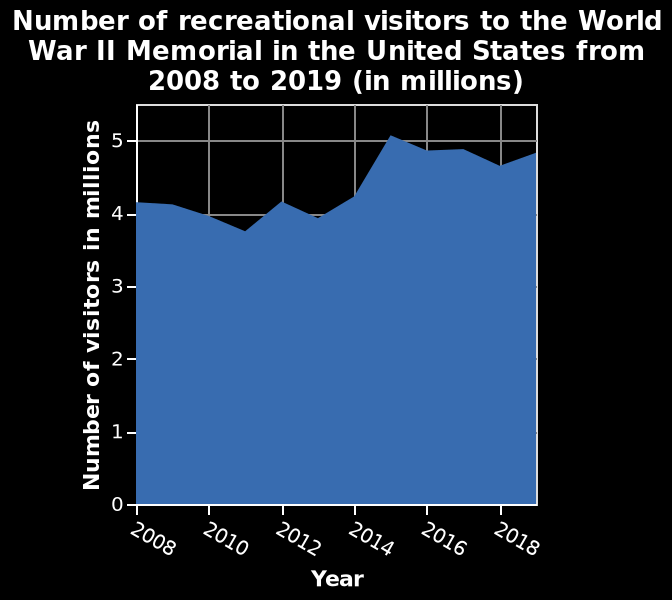 Number of recreational visitors to the World
War II Memorial in the United States from
2008 to 2019 (in millions)
Number of visitors in millions
5
4
3
2
1
0
2008
2010
2012
2014
2016
2018
Year